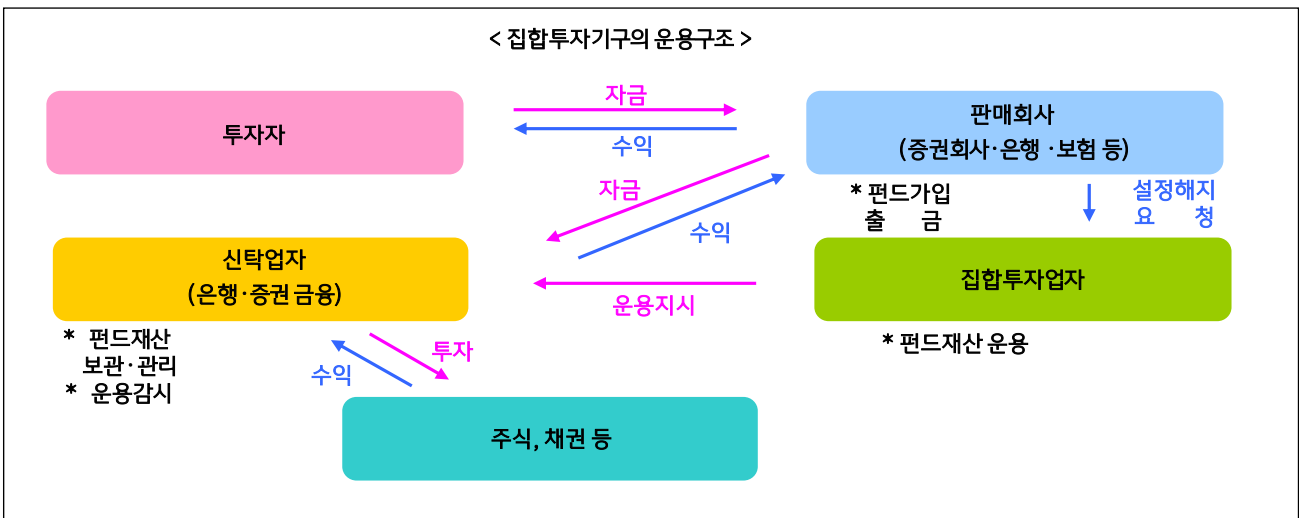 < 집합투자기구의 운용구조 >
투자자
자금
수익
판매회사
(증권회사·은행 ·보험 등)
자금
수익
* 펀드가입
출 금
설정해지
요 청
신탁업자
(은행·증권 금융)
운용지시
집합투자업자
* 펀드재산
보관·관리
* 운용감시
수익
투자
* 펀드재산 운용
주식, 채권 등